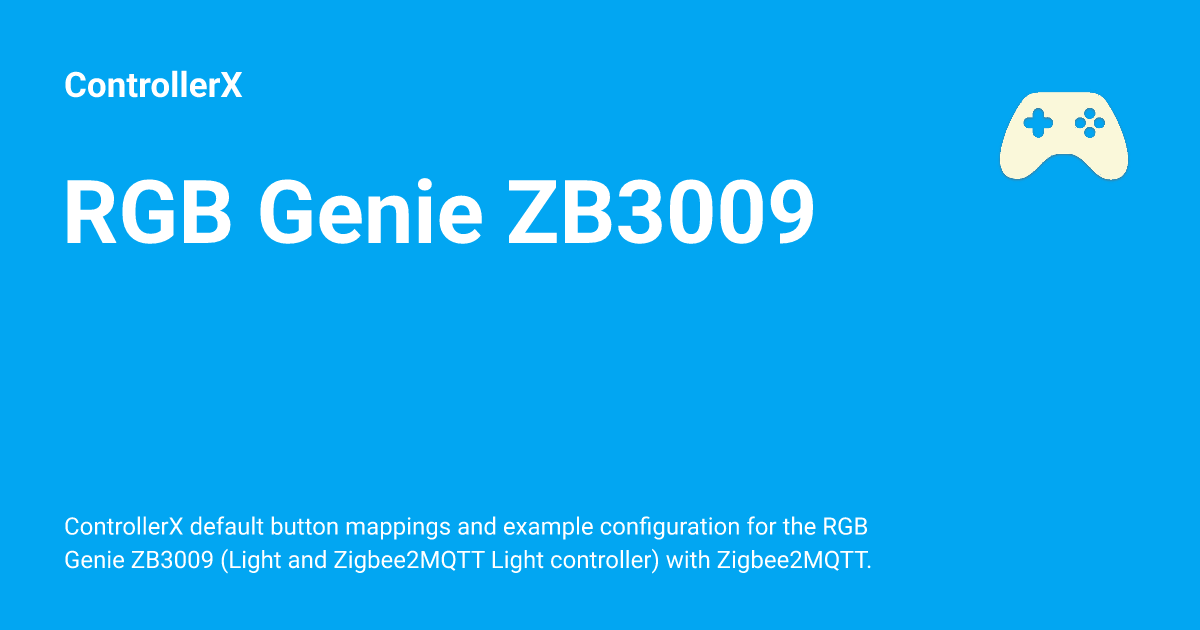 ControllerX
RGB Genie ZB3009
ControllerX default button mappings and example configuration for the RGB
Genie ZB3009 (Light and Zigbee2MQTT Light controller) with Zigbee2MQTT.